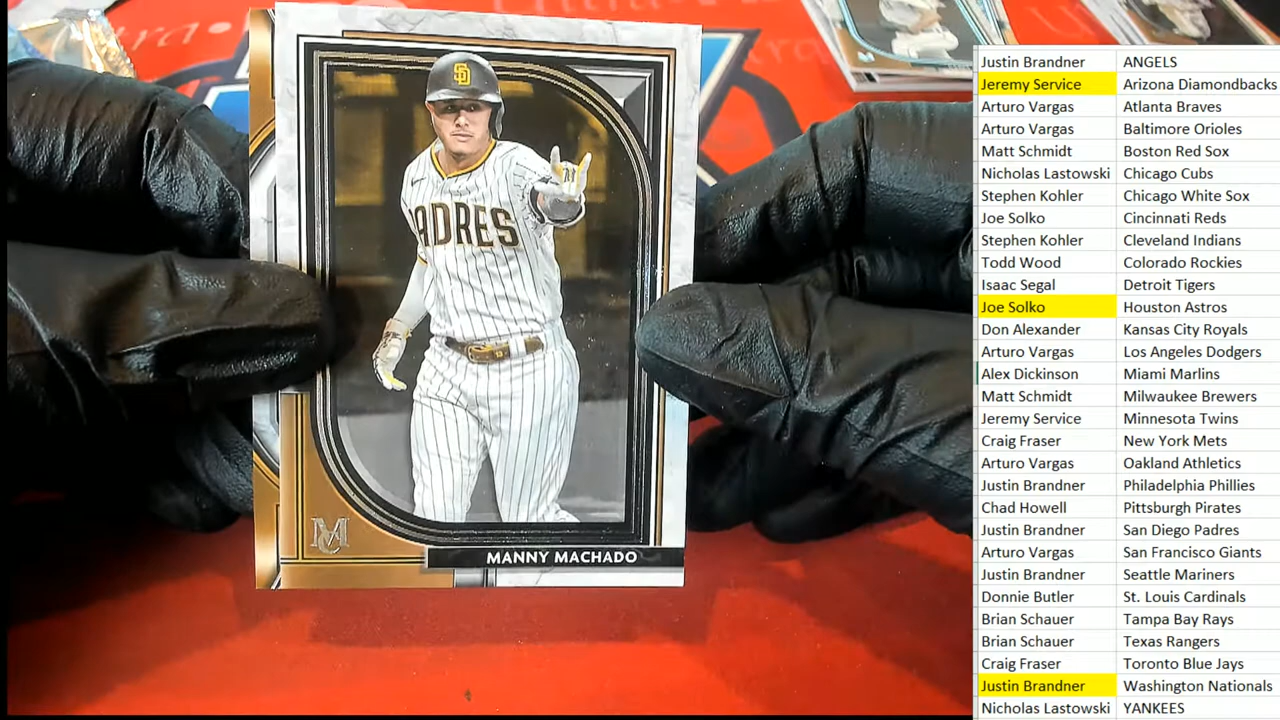 SD
PADRES
M
MANNY MACHADO
Justin Brandner ANGELS
Jeremy Service Arizona Diamondbacks
Arturo Vargas Atlanta Braves
Arturo Vargas Baltimore Orioles
Matt Schmidt Boston Red Sox
Nicholas Lastowski Chicago Cubs
Stephen Kohler Chicago White Sox
Joe Solko Cincinnati Reds
Stephen Kohler Cleveland Indians
Todd Wood Colorado Rockies
Isaac Segal Detroit Tigers
Joe Solko Houston Astros
Don Alexander Kansas City Royals
Arturo Vargas Los Angeles Dodgers
Alex Dickinson Miami Marlins
Matt Schmidt Milwaukee Brewers
Jeremy Service Minnesota Twins
Craig Fraser New York Mets
Arturo Vargas Oakland Athletics
Justin Brandner Philadelphia Phillies
Chad Howell Pittsburgh Pirates
Justin Brandner San Diego Padres
Arturo Vargas San Francisco Giants
Justin Brandner Seattle Mariners
Donnie Butler St. Louis Cardinals
Brian Schauer Tampa Bay Rays
Brian Schauer Texas Rangers
Craig Fraser Toronto Blue Jays
Justin Brandner Washington Nationals
Nicholas Lastowski YANKEES